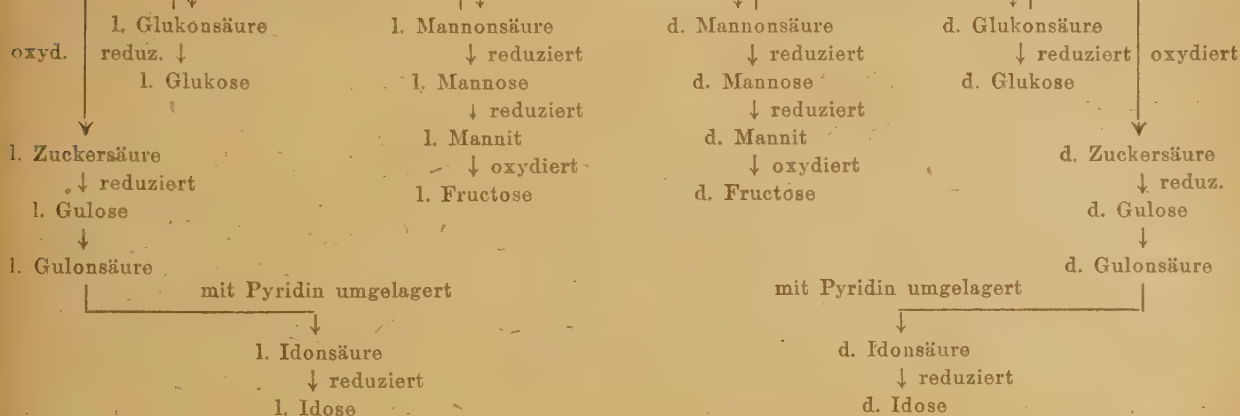 l. Glukonsäure l. Mannonsäure d. Mannonsäure d. Glukonsäure
oxyd. reduz. ↓ ↓ reduziert ↓ reduziert ↓ reduziert oxydiert
l. Glukose l. Mannose d. Mannose d. Glukose
↓ reduziert ↓ reduziert
l. Mannit d. Mannit
l. Zuckersäure ↓ oxydiert ↓ oxydiert d. Zuckersäure
↓ reduziert l. Fructose d. Fructose ↓ reduz.
l. Gulose d. Gulose
↓ ↓
l. Gulonsäure d. Gulonsäure
mit Pyridin umgelagert mit Pyridin umgelagert
l. Idonsäure d. Idonsäure
↓ reduziert ↓ reduziert
l. Idose d. Idose